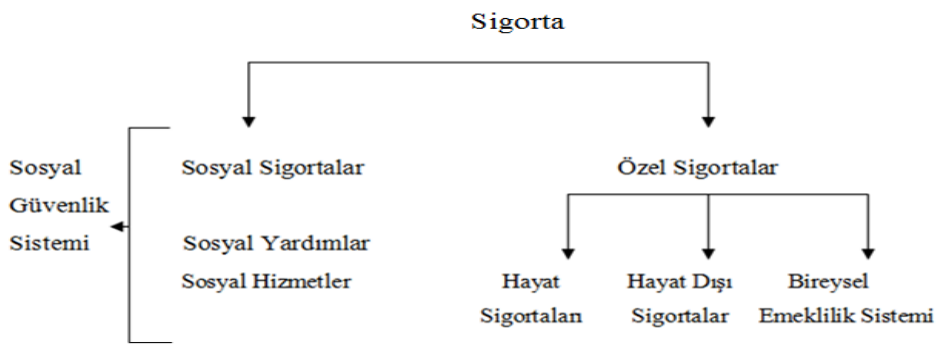 Sigorta
Sosyal
Güvenlik
Sistemi
Sosyal Sigortalar
Sosyal Yardımlar
Sosyal Hizmetler
Özel Sigortalar
Hayat
Sigortaları
Hayat Dışı
Sigortalar
Bireysel
Emeklilik Sistemi